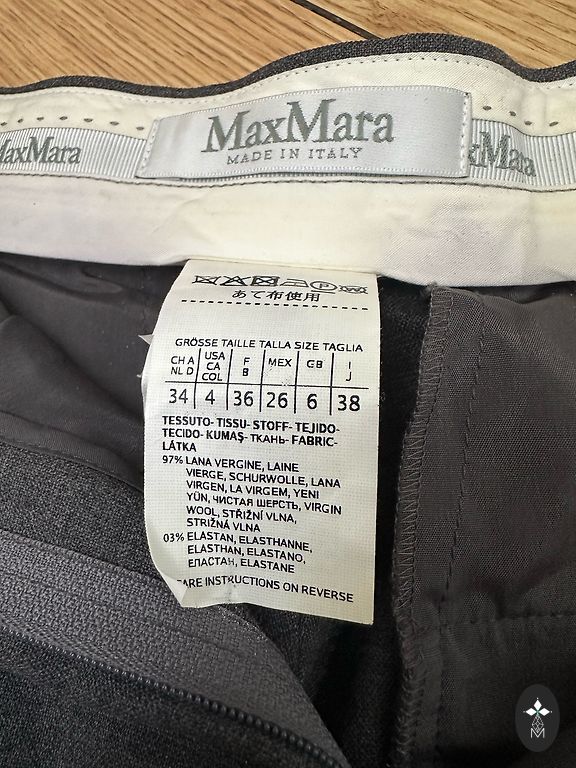 MaxMara
MaxMara
MADE IN ITALY
xMara
あて布使用
GRÖSSE TAILLE TALLA SIZE TAGLIA
CH A NL D USA CA COL F B MEX GB I J
34 4 36 26 6 38
TESSUTO- TISSU- STOFF- TEJIDO-
TECIDO- KUMAŞ- ТКАНЬ- FABRIC-
LÁTKA
97% LANA VERGINE, LAINE
VIERGE, SCHURWOLLE, LANA
VIRGEN, LA VIRGEM, YENI
YÜN, ЧИСТАЯ ШЕРСТЬ, VIRGIN
WOOL, STŘIŽNÍ VLNA,
STRIŽNÁ VLNA
03% ELASTAN, ELASTHANNE,
ELASTHAN, ELASTANO,
ЕЛАСТАН, ELASTANE
ARE INSTRUCTIONS ON REVERSE
M